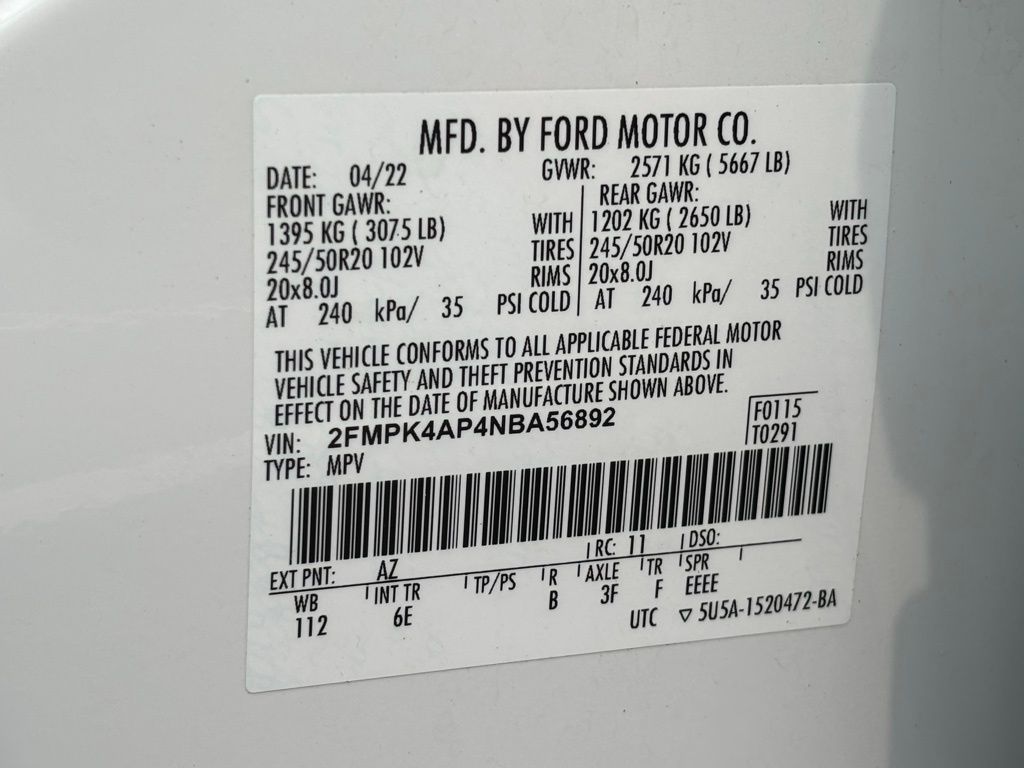 MFD. BY FORD MOTOR CO.
DATE: 04/22 GVWR: 2571 KG ( 5667 LB)
FRONT GAWR: REAR GAWR:
1395 KG ( 3075 LB) WITH 1202 KG ( 2650 LB) WITH
245/50R20 102V TIRES 245/50R20 102V TIRES
20x8.0J RIMS 20x8.0J RIMS
AT 240 kPa/ 35 PSI COLD AT 240 kPa/ 35 PSI COLD
THIS VEHICLE CONFORMS TO ALL APPLICABLE FEDERAL MOTOR
VEHICLE SAFETY AND THEFT PREVENTION STANDARDS IN
EFFECT ON THE DATE OF MANUFACTURE SHOWN ABOVE.
VIN: 2FMPK4AP4NBA56892 F0115
TYPE: MPV T0291
EXT PNT: AZ RC: 11 DSO:
WB INT TR TP/PS R AXLE TR SPR
112 6E B 3F F EEEE
UTC ▽ 5U5A-1520472-BA